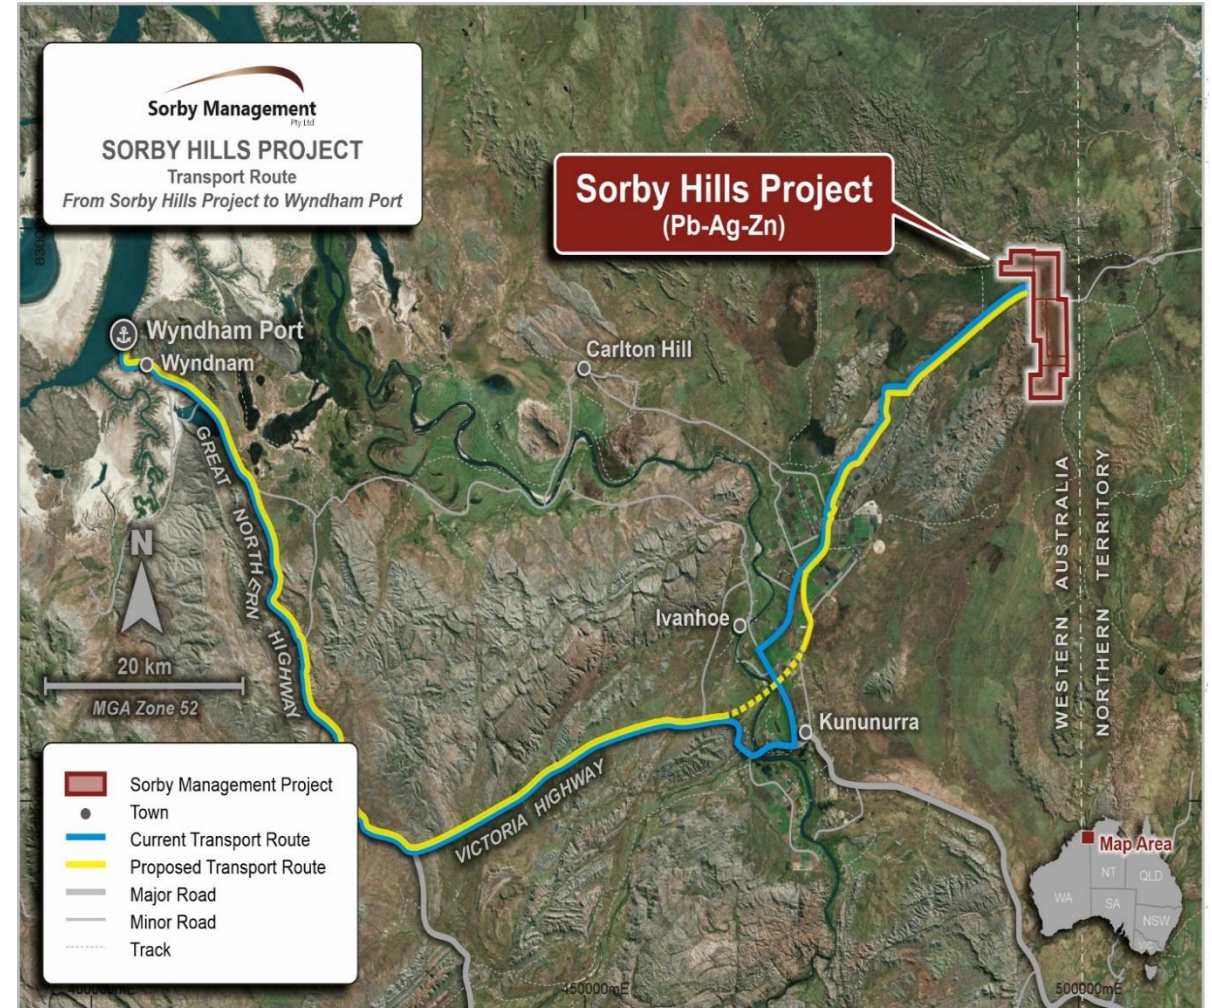 Sorby Management
Pty Ltd
SORBY HILLS PROJECT
Transport Route
From Sorby Hills Project to Wyndham Port
Sorby Hills Project
(Pb-Ag-Zn)
Wyndham Port
Wyndnam
Carlton Hill
GREAT NORTHERN HIGHWAY
N
20 km
MGA Zone 52
Ivanhoe
Kununurra
VICTORIA HIGHWAY
WESTERN AUSTRALIA
NORTHERN TERRITORY
Sorby Management Project
Town
Current Transport Route
Proposed Transport Route
Major Road
Minor Road
Track
Map Area
WA
NT
QLD
SA
NSW
VIC
450000mE
500000mE